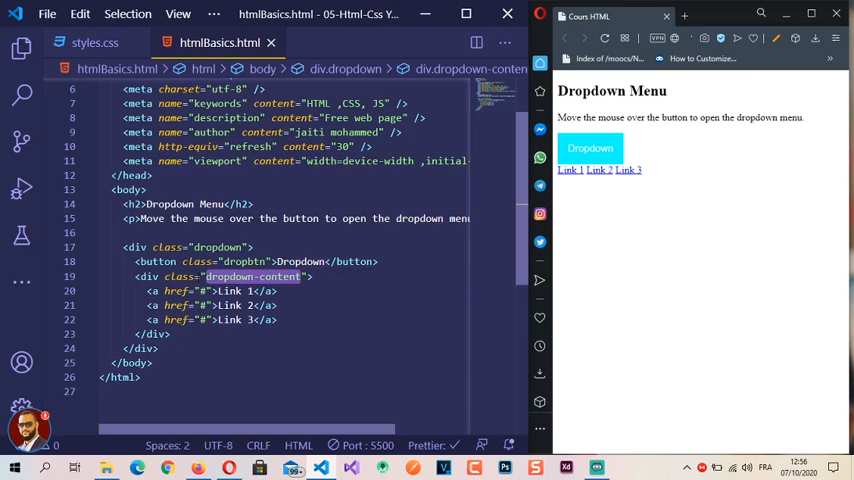 File Edit Selection View ··· htmlBasics.html - 05-Html-Css Y...
styles.css htmlBasics.html
htmlBasics.html > html > body > div.dropdown > div.dropdown-conten
6 <meta charset="utf-8" />
7 <meta name="keywords" content="HTML ,CSS, JS" />
8 <meta name="description" content="Free web page" />
9 <meta name="author" content="jaiti mohammed" />
10 <meta http-equiv="refresh" content="30" />
11 <meta name="viewport" content="width=device-width ,initial-
12 </head>
13 <body>
14 <h2>Dropdown Menu</h2>
15 <p>Move the mouse over the button to open the dropdown menu
16
17 <div class="dropdown">
18 <button class="dropbtn">Dropdown</button>
19 <div class="dropdown-content">
20 <a href="#">Link 1</a>
21 <a href="#">Link 2</a>
22 <a href="#">Link 3</a>
23 </div>
24 </div>
25 </body>
26 </html>
27
0 Spaces: 2 UTF-8 CRLF HTML Port : 5500 Prettier:
Cours HTML
VPN
Index of /moocs/N... How to Customize...
Dropdown Menu
Move the mouse over the button to open the dropdown menu.
Dropdown
Link 1 Link 2 Link 3
99+ Ps Xd FRA 12:56
07/10/2020